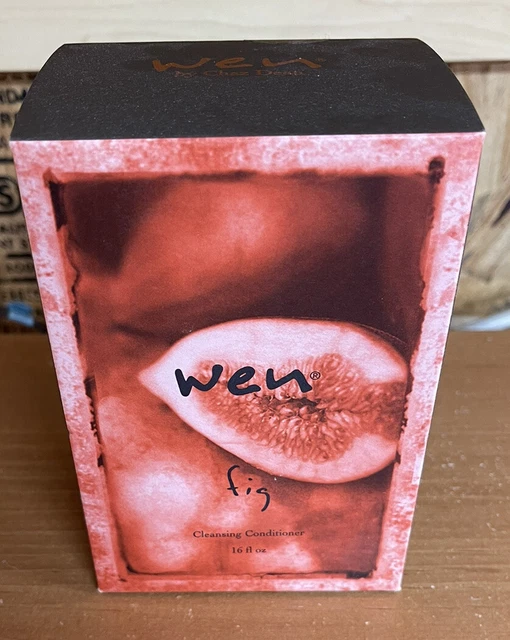 wen
by Chaz Dean
wen®
fig
Cleansing Conditioner
16 fl oz